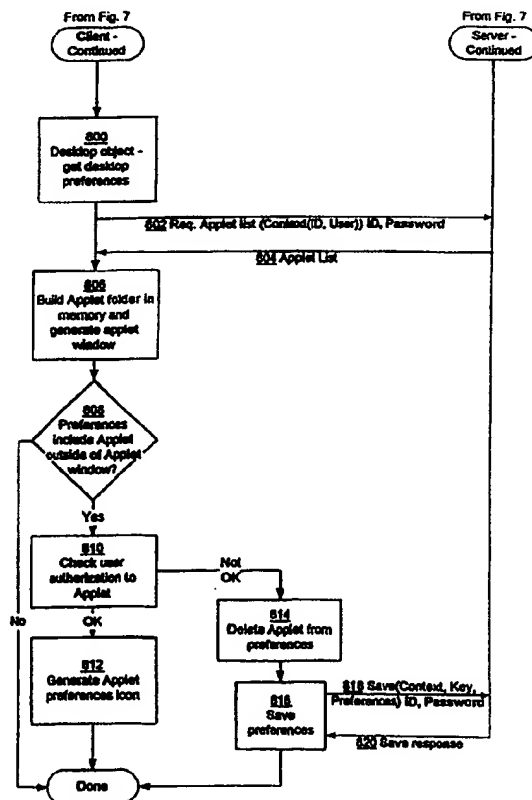 From Fig. 7
Client -
Continued
From Fig. 7
Server -
Continued
800
Desktop object -
get desktop
preferences
802 Req. Applet list (Context(ID, User)) ID, Password
804 Applet List
806
Build Applet folder in
memory and
generate applet
window
808
Preferences
include Applet
outside of Applet
window?
Yes
No
810
Check user
authorization to
Applet
Not
OK
OK
814
Delete Applet from
preferences
812
Generate Applet
preferences Icon
816
Save
preferences
818 Save(Context, Key,
Preferences) ID, Password
820 Save response
Done